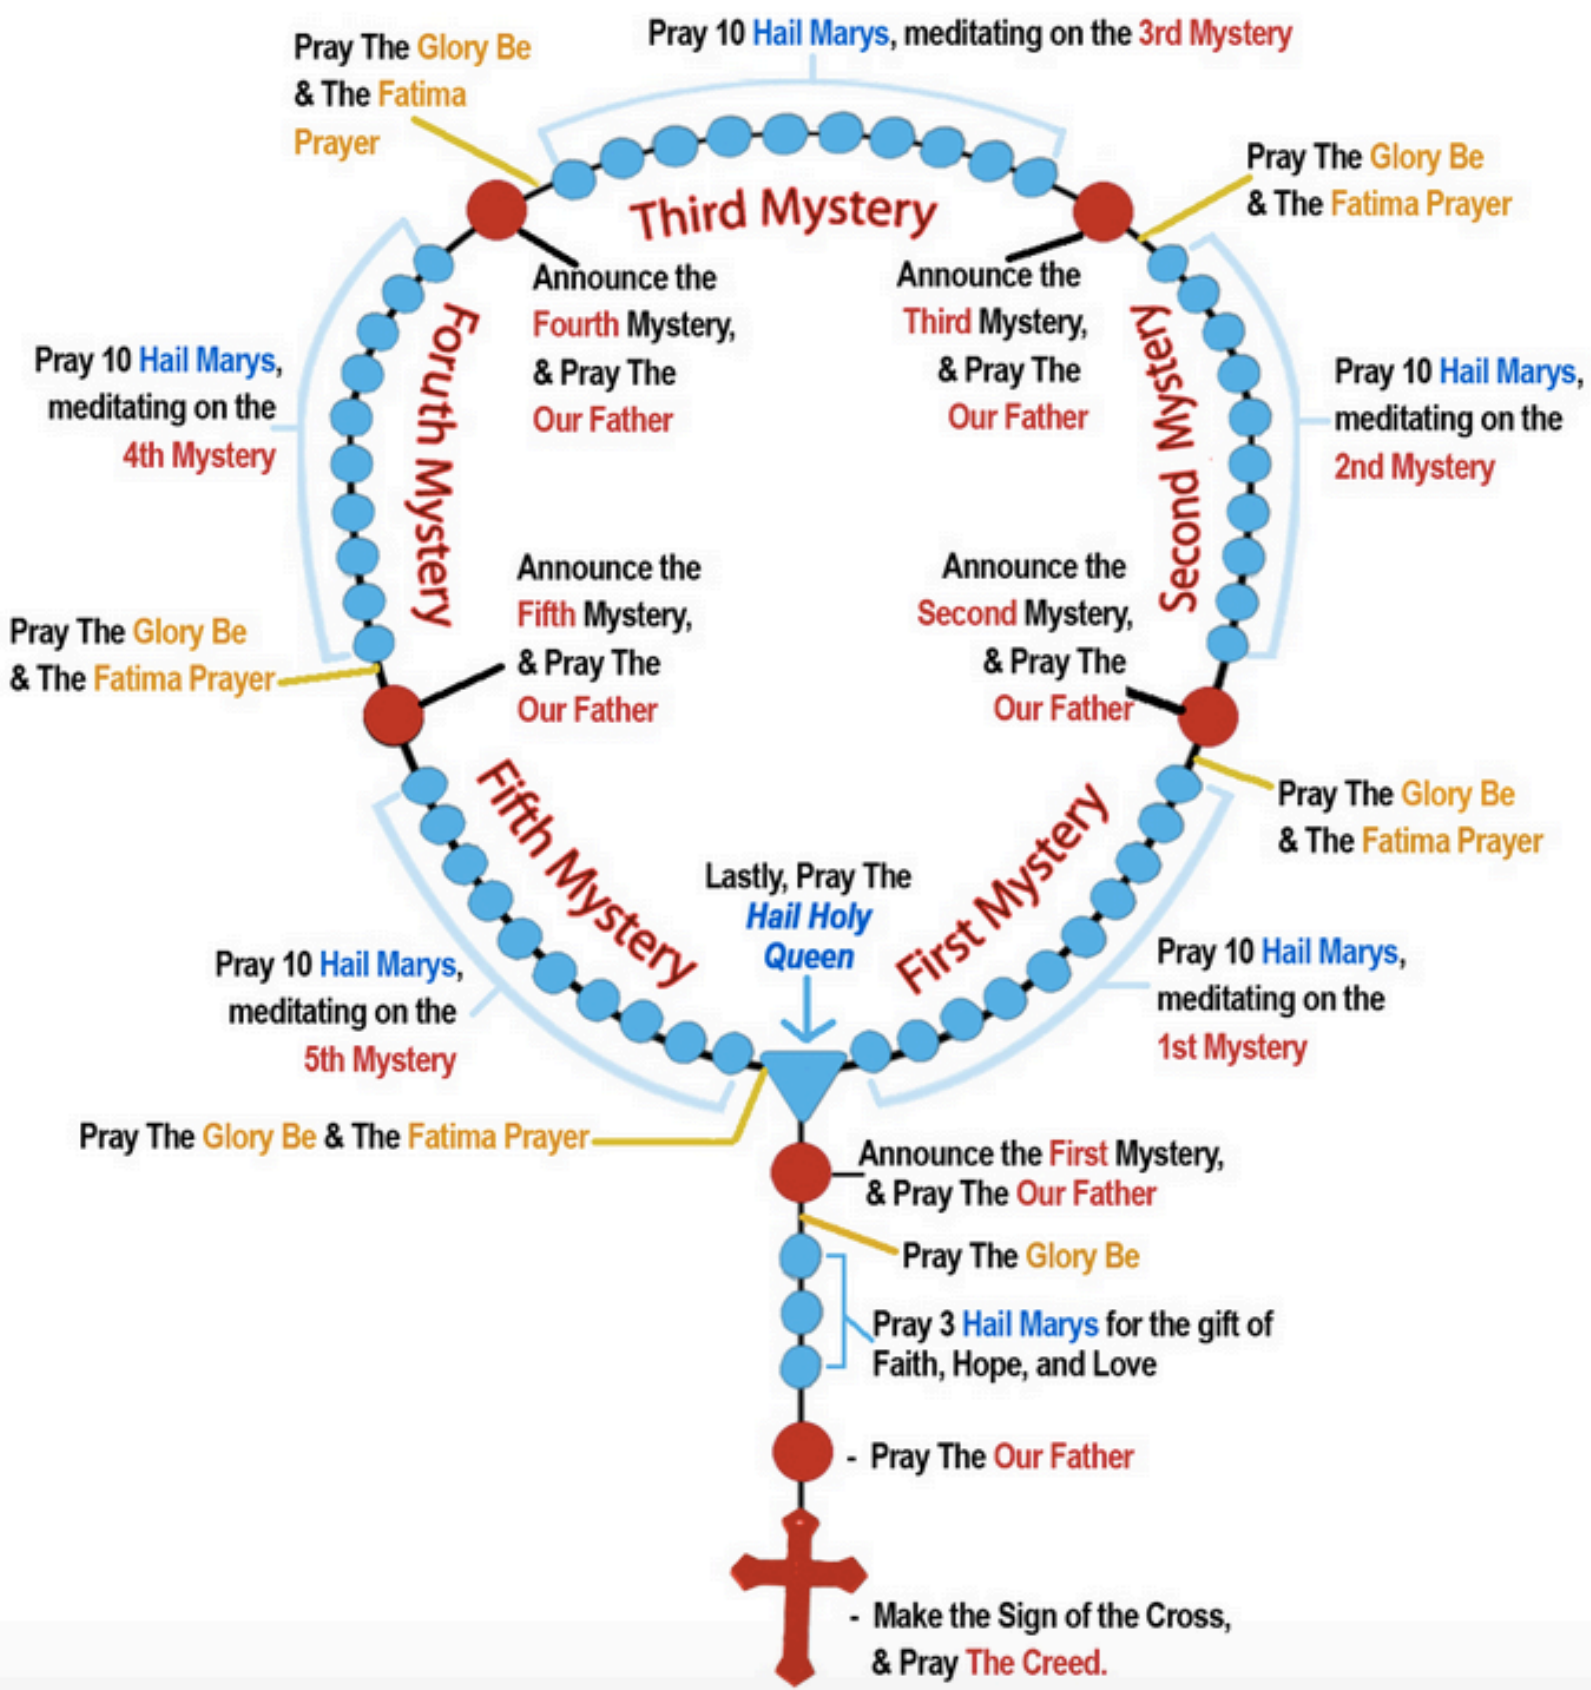 Pray 10 Hail Marys, meditating on the 3rd Mystery
Pray The Glory Be
& The Fatima
Prayer
Pray The Glory Be
& The Fatima Prayer
Third Mystery
Announce the
Fourth Mystery,
& Pray The
Our Father
Announce the
Third Mystery,
& Pray The
Our Father
Pray 10 Hail Marys,
meditating on the
4th Mystery
Foruth Mystery
Second Mystery
Pray 10 Hail Marys,
meditating on the
2nd Mystery
Pray The Glory Be
& The Fatima Prayer
Announce the
Fifth Mystery,
& Pray The
Our Father
Announce the
Second Mystery,
& Pray The
Our Father
Pray The Glory Be
& The Fatima Prayer
Fifth Mystery
Lastly, Pray The
Hail Holy
Queen
First Mystery
Pray 10 Hail Marys,
meditating on the
5th Mystery
Pray 10 Hail Marys,
meditating on the
1st Mystery
Pray The Glory Be & The Fatima Prayer
Announce the First Mystery,
& Pray The Our Father
Pray The Glory Be
Pray 3 Hail Marys for the gift of
Faith, Hope, and Love
- Pray The Our Father
- Make the Sign of the Cross,
& Pray The Creed.